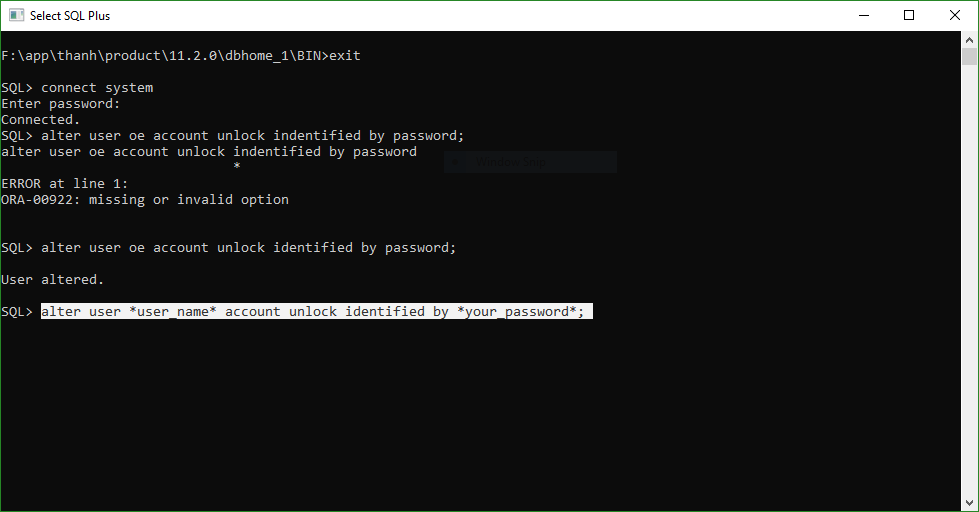 Select SQL Plus
F:\app\thanh\product\11.2.0\dbhome_1\BIN>exit
SQL> connect system
Enter password:
Connected.
SQL> alter user oe account unlock indentified by password;
alter user oe account unlock indentified by password
*
ERROR at line 1:
ORA-00922: missing or invalid option
SQL> alter user oe account unlock identified by password;
User altered.
SQL> alter user *user_name* account unlock identified by *your_password*;